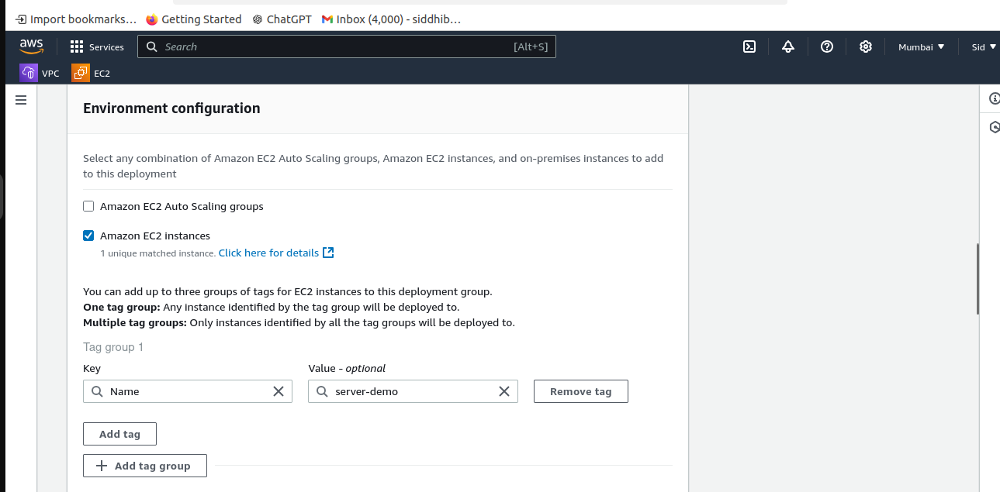 Import bookmarks... Getting Started ChatGPT Inbox (4,000) - siddhib...
aws Services Search [Alt+S] Mumbai Sid
VPC EC2
Environment configuration
Select any combination of Amazon EC2 Auto Scaling groups, Amazon EC2 instances, and on-premises instances to add
to this deployment
Amazon EC2 Auto Scaling groups
Amazon EC2 instances
1 unique matched instance. Click here for details
You can add up to three groups of tags for EC2 instances to this deployment group.
One tag group: Any instance identified by the tag group will be deployed to.
Multiple tag groups: Only instances identified by all the tag groups will be deployed to.
Tag group 1
Key Value - optional
Name server-demo Remove tag
Add tag
Add tag group